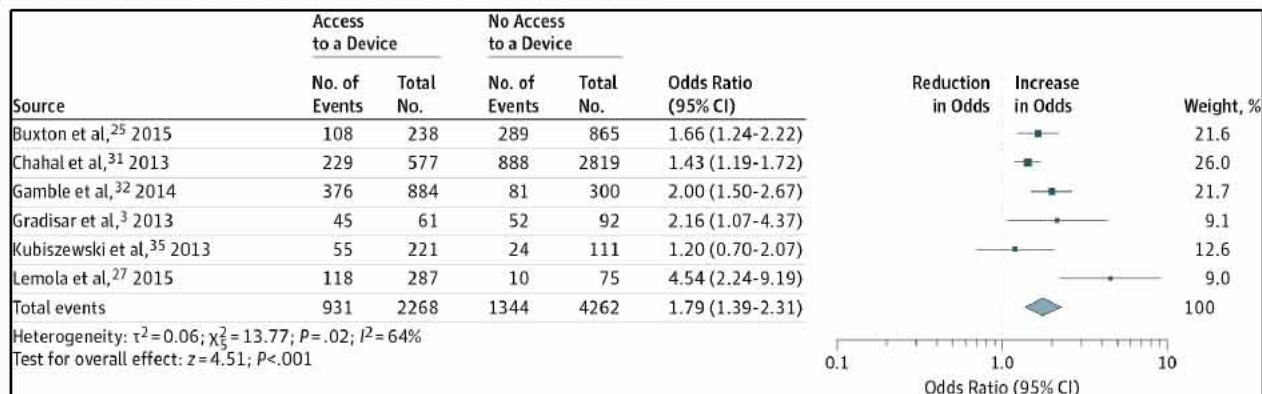 Access to a Device No Access to a Device
Source No. of Events Total No. No. of Events Total No. Odds Ratio (95% CI) Reduction in Odds Increase in Odds Weight, %
Buxton et al,25 2015 108 238 289 865 1.66 (1.24-2.22) 21.6
Chahal et al,31 2013 229 577 888 2819 1.43 (1.19-1.72) 26.0
Gamble et al,32 2014 376 884 81 300 2.00 (1.50-2.67) 21.7
Gradisar et al,3 2013 45 61 52 92 2.16 (1.07-4.37) 9.1
Kubiszewski et al,35 2013 55 221 24 111 1.20 (0.70-2.07) 12.6
Lemola et al,27 2015 118 287 10 75 4.54 (2.24-9.19) 9.0
Total events 931 2268 1344 4262 1.79 (1.39-2.31) 100
Heterogeneity: τ2=0.06; χ25=13.77; P=.02; I2=64%
Test for overall effect: z=4.51; P<.001
0.1 1.0 10
Odds Ratio (95% CI)